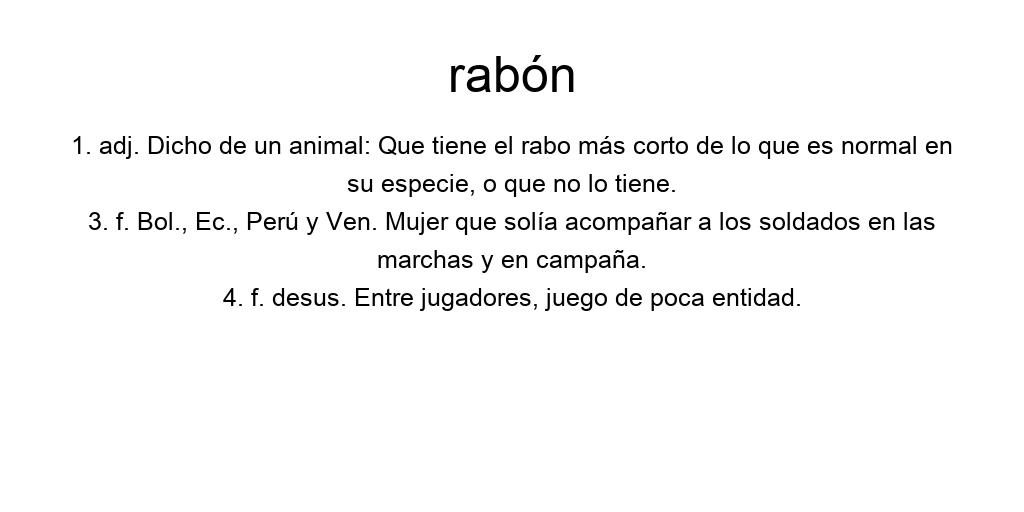 rabón
1. adj. Dicho de un animal: Que tiene el rabo más corto de lo que es normal en
su especie, o que no lo tiene.
3. f. Bol., Ec., Perú y Ven. Mujer que solía acompañar a los soldados en las
marchas y en campaña.
4. f. desus. Entre jugadores, juego de poca entidad.